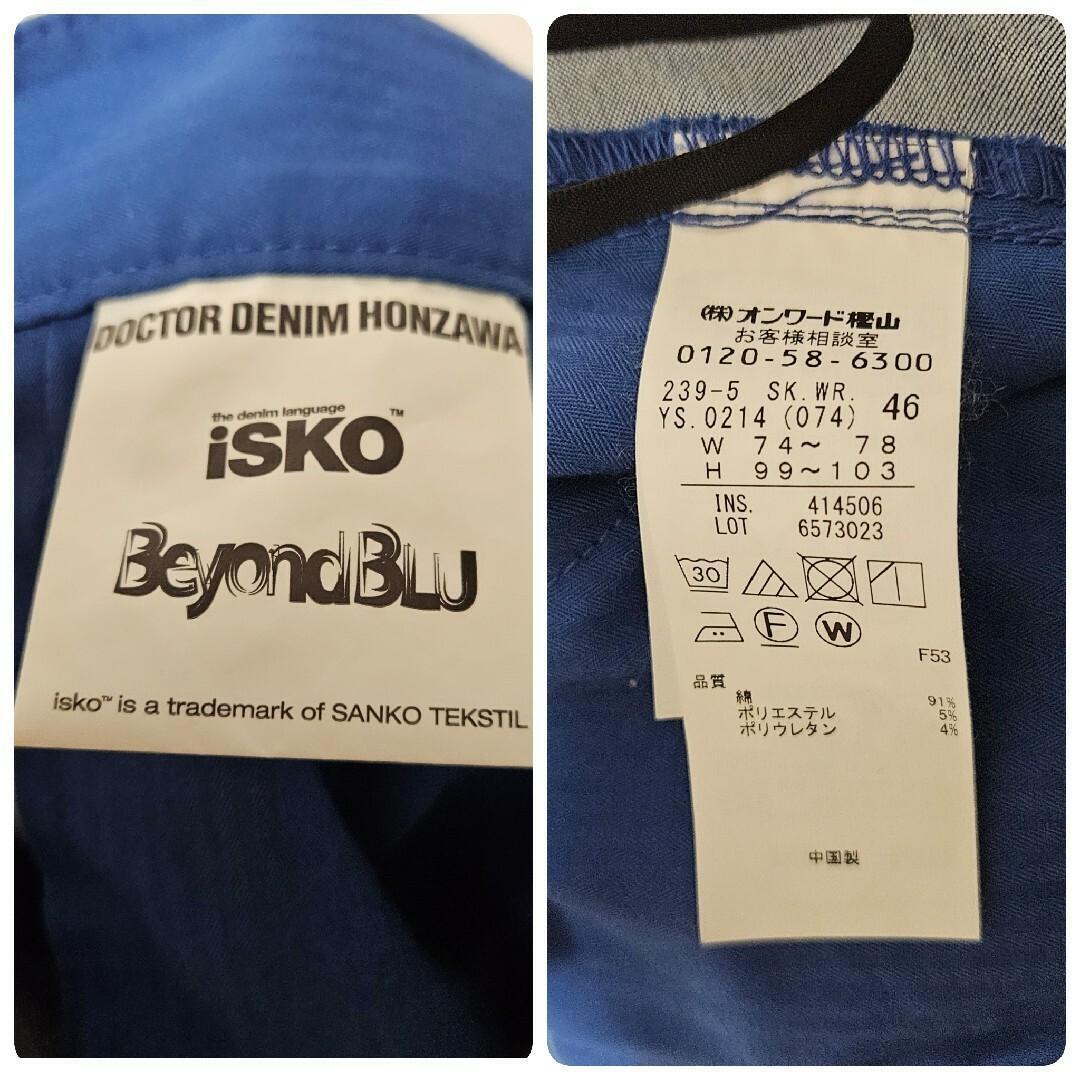 DOCTOR DENIM HONZAWA
the denim language
iSKO™
BeyondBLU
isko™ is a trademark of SANKO TEKSTIL
(株)オンワード樫山
お客様相談室
0120-58-6300
239-5 SK.WR.
YS.0214 (074) 46
W 74~ 78
H 99~103
INS. 414506
LOT 6573023
30
F W
F53
品質
綿 91%
ポリエステル 5%
ポリウレタン 4%
中国製